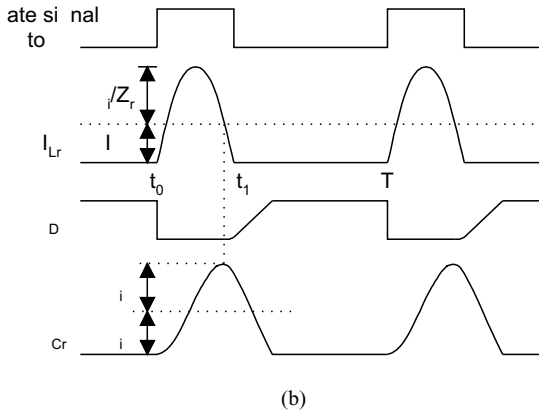 ate si nal
to
i/Zr
ILr I
t0 t1 T
D
i
i
Cr
(b)